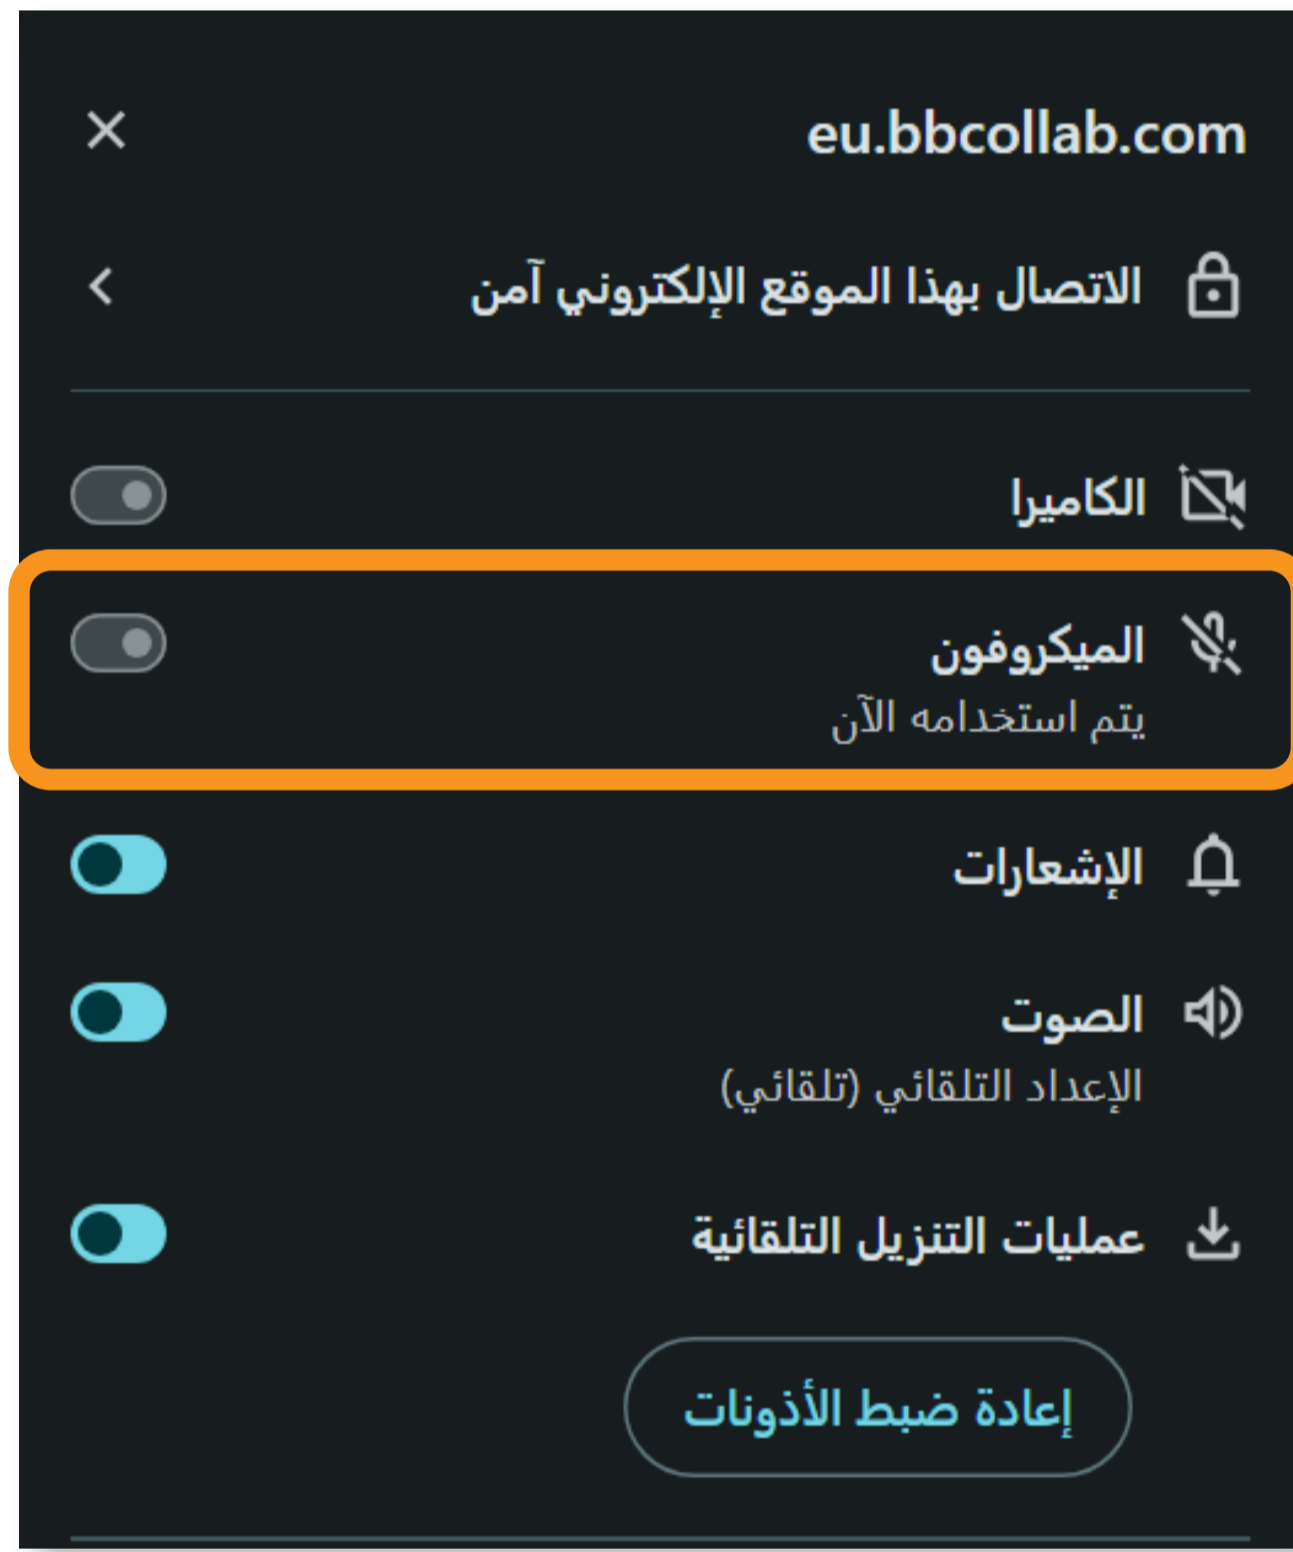 eu.bbcollab.com
الاتصال بهذا الموقع الإلكتروني آمن
الكاميرا
الميكروفون
يتم استخدامه الآن
الإشعارات
الصوت
الإعداد التلقائي (تلقائي)
عمليات التنزيل التلقائية
إعادة ضبط الأذونات